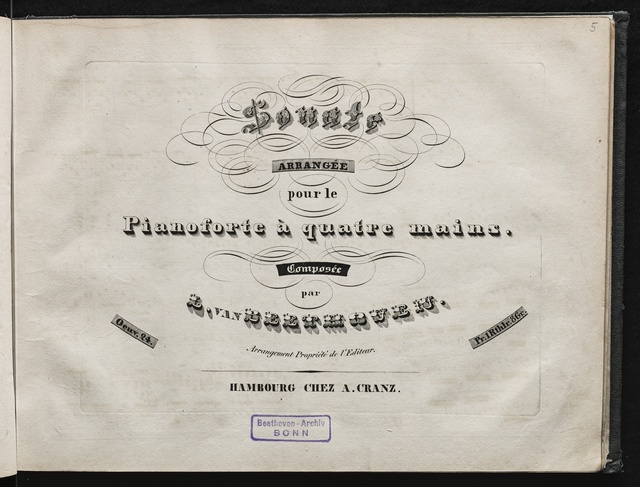 5
Sonate
ARRANGÉE
pour le
Pianoforte à quatre mains.
Composée
par
L. VAN BEETHOVEN.
Oeuv. 24.
Pr. 1 Rthlr. 8 Gr.
Arrangement Propriété de l'Editeur.
HAMBOURG CHEZ A. CRANZ.
Beethoven-Archiv
BONN